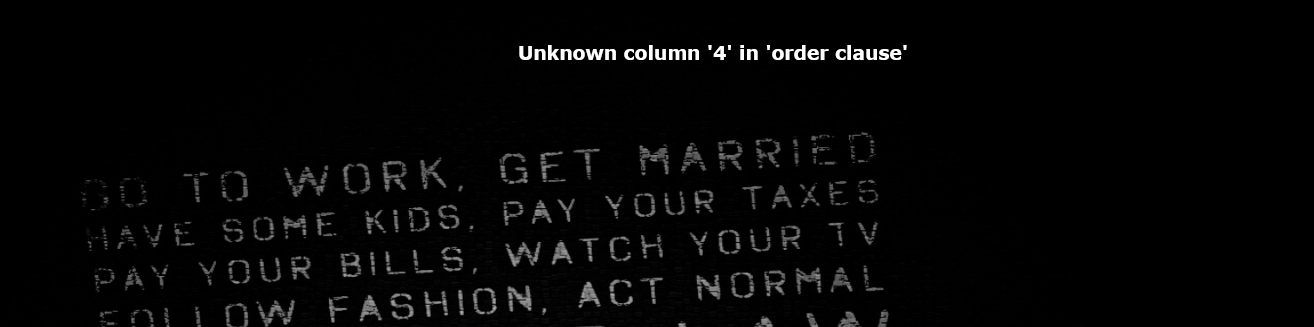 Unknown column '4' in 'order clause'
GO TO WORK, GET MARRIED
HAVE SOME KIDS, PAY YOUR TAXES
PAY YOUR BILLS, WATCH YOUR TV
FOLLOW FASHION, ACT NORMAL